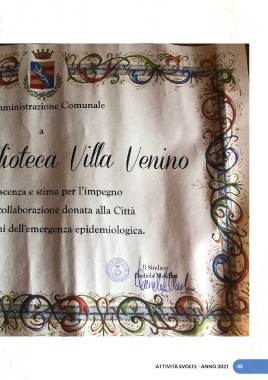 mministrazione Comunale
a
lioteca Villa Venino
scenza e stima per l'impegno
collaborazione donata alla Città
ni dell'emergenza epidemiologica.
Il Sindaco
ATTIVITÀ SVOLTE - ANNO 2021 45